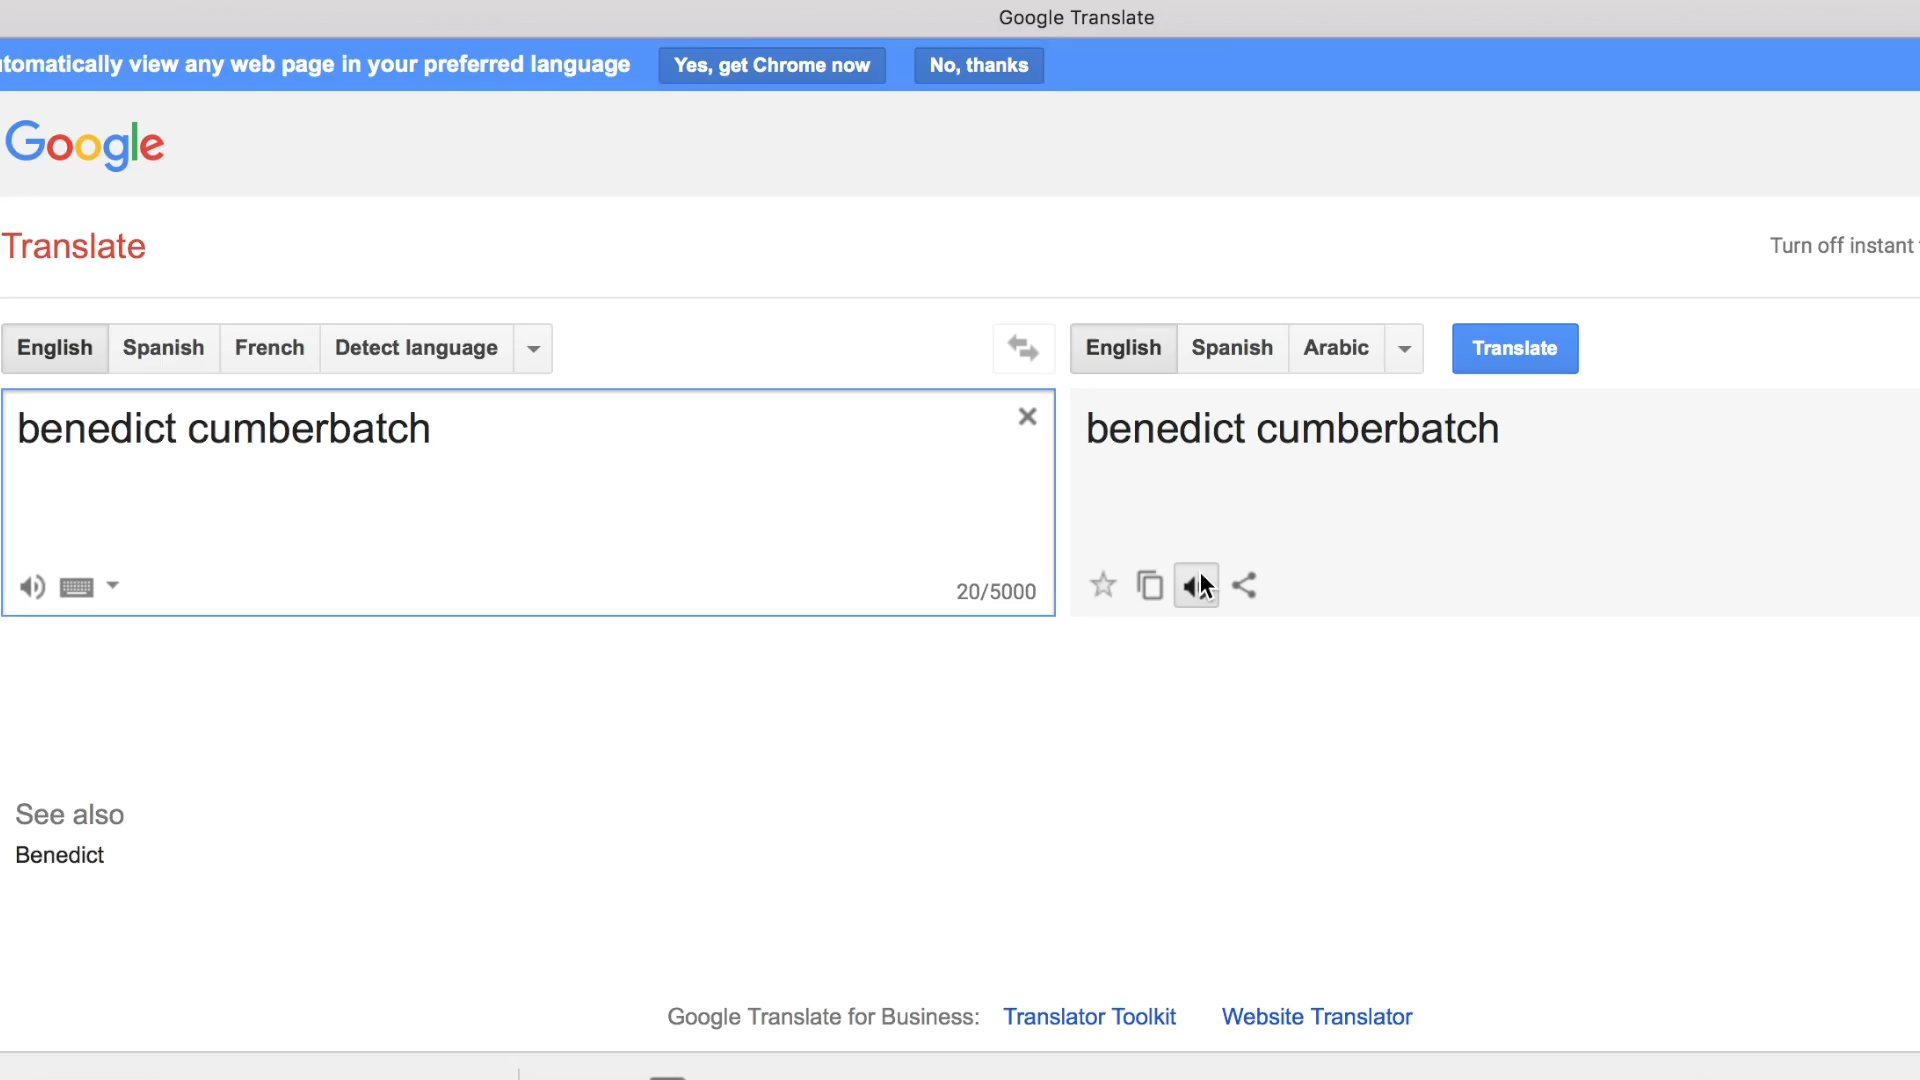 Google Translate
tomatically view any web page in your preferred language Yes, get Chrome now No, thanks
Google
Translate
Turn off instant
English Spanish French Detect language English Spanish Arabic Translate
benedict cumberbatch benedict cumberbatch
20/5000
See also
Benedict
Google Translate for Business: Translator Toolkit Website Translator